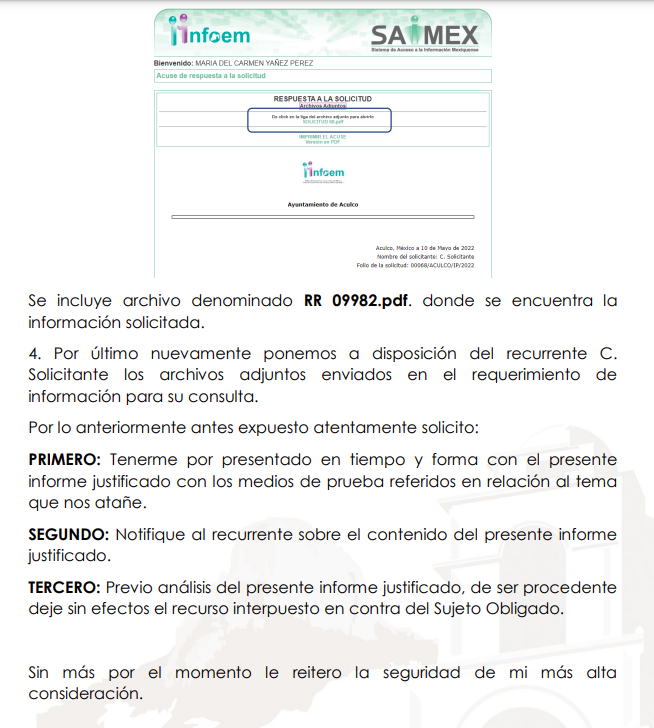 infoem
SAIMEX
Sistema de Acceso a la Información Mexiquense
Bienvenido: MARIA DEL CARMEN YAÑEZ PEREZ
Acuse de respuesta a la solicitud
RESPUESTA A LA SOLICITUD
Archivos Adjuntos
De click en la liga del archivo adjunto para abrirlo
SOLICITUD 68.pdf
IMPRIMIR EL ACUSE
Versión en PDF
infoem
Ayuntamiento de Aculco
Aculco, México a 10 de Mayo de 2022
Nombre del solicitante: C. Solicitante
Folio de la solicitud: 00068/ACULCO/IP/2022
Se incluye archivo denominado RR 09982.pdf. donde se encuentra la
información solicitada.
4. Por último nuevamente ponemos a disposición del recurrente C.
Solicitante los archivos adjuntos enviados en el requerimiento de
información para su consulta.
Por lo anteriormente antes expuesto atentamente solicito:
PRIMERO: Tenerme por presentado en tiempo y forma con el presente
informe justificado con los medios de prueba referidos en relación al tema
que nos atañe.
SEGUNDO: Notifique al recurrente sobre el contenido del presente informe
justificado.
TERCERO: Previo análisis del presente informe justificado, de ser procedente
deje sin efectos el recurso interpuesto en contra del Sujeto Obligado.
Sin más por el momento le reitero la seguridad de mi más alta
consideración.